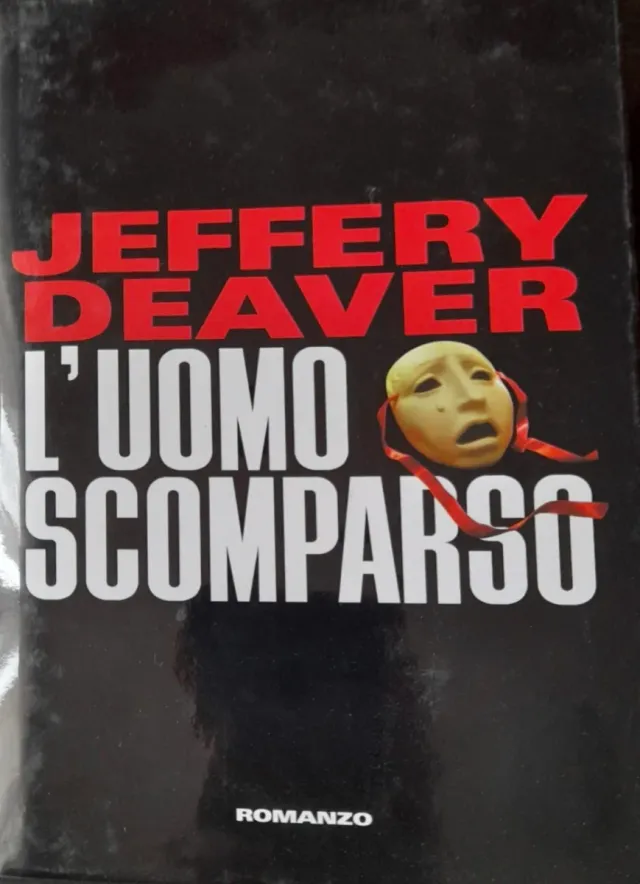 JEFFERY
DEAVER
L'UOMO
SCOMPARSO
ROMANZO